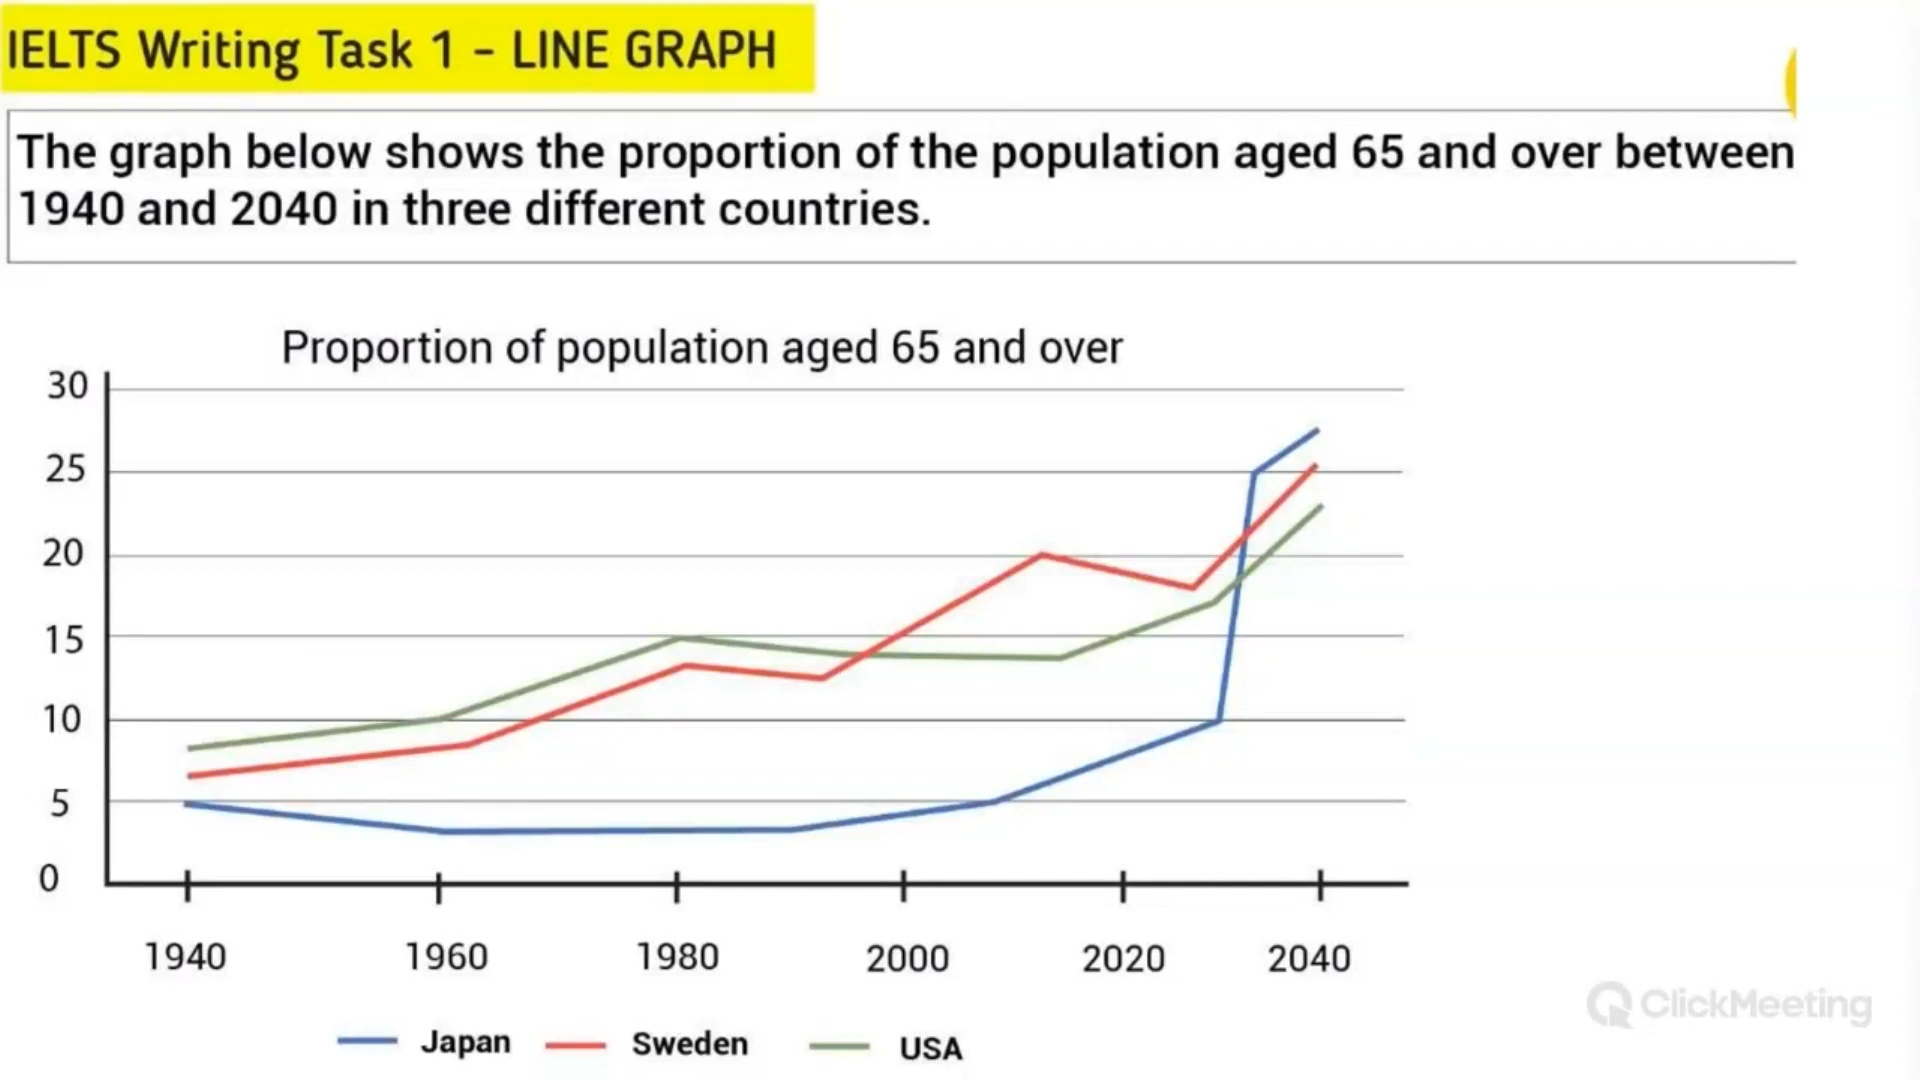 IELTS Writing Task 1 - LINE GRAPH
The graph below shows the proportion of the population aged 65 and over between
1940 and 2040 in three different countries.
Proportion of population aged 65 and over
30
25
20
15
10
5
0
1940 1960 1980 2000 2020 2040
Japan Sweden USA
ClickMeeting